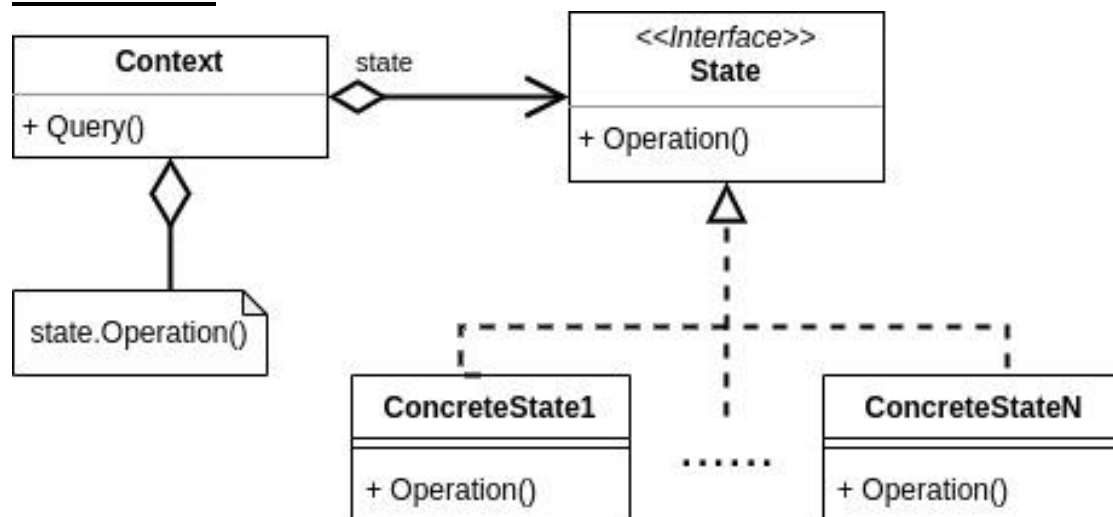 Context
+ Query()
state
<<Interface>>
State
+ Operation()
state.Operation()
ConcreteState1
+ Operation()
......
ConcreteStateN
+ Operation()